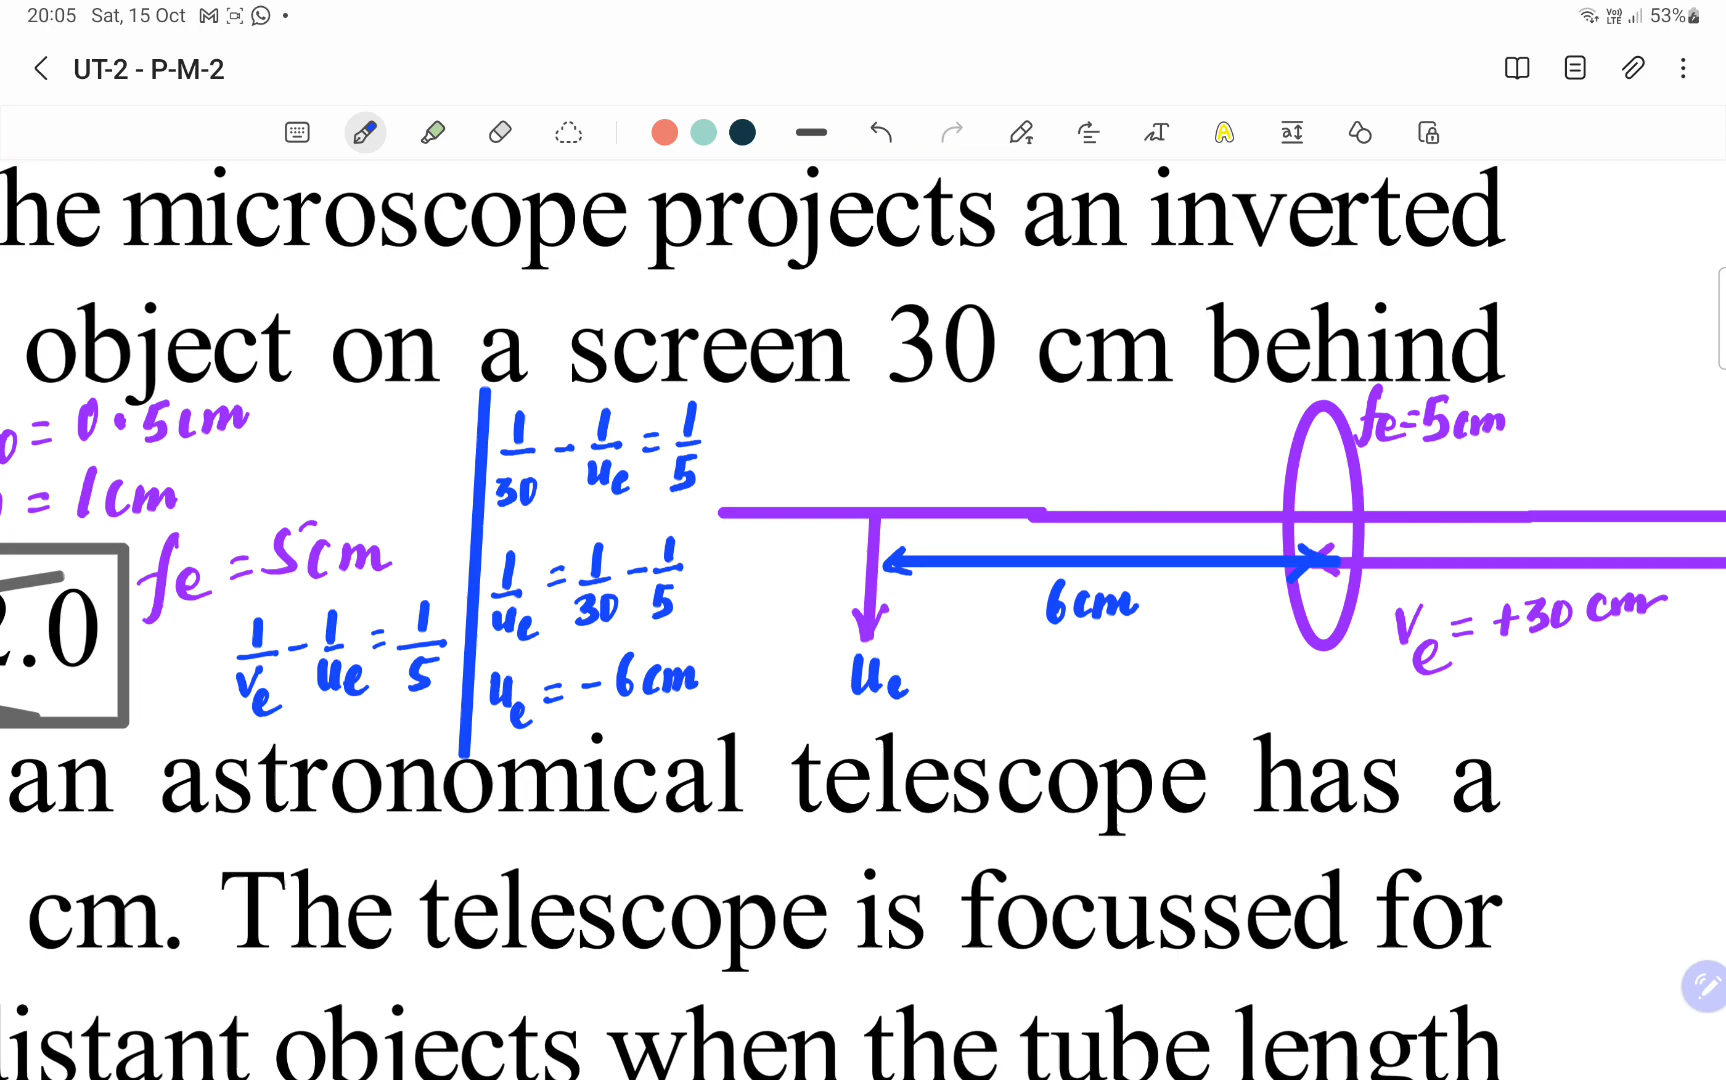 20:05 Sat, 15 Oct
53%
UT-2 - P-M-2
he microscope projects an inverted
object on a screen 30 cm behind
= 0.5cm
= 1cm
fe = 5cm
2.0
1/ve - 1/ue = 1/5
1/30 - 1/ue = 1/5
1/ue = 1/30 - 1/5
ue = -6cm
fe=5cm
6cm
ue
Ve = +30 cm
an astronomical telescope has a
cm. The telescope is focussed for
distant objects when the tube length